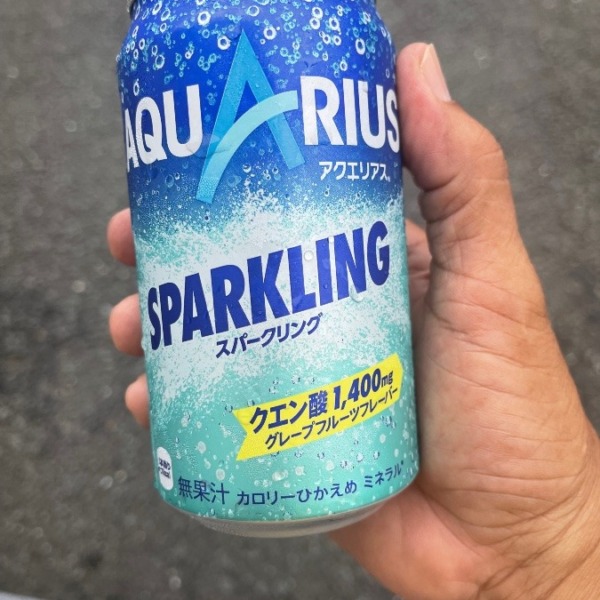 AQUARIUS
アクエリアス®
SPARKLING
スパークリング
クエン酸 1,400mg
グレープフルーツフレーバー
無果汁 カロリーひかえめ ミネラル